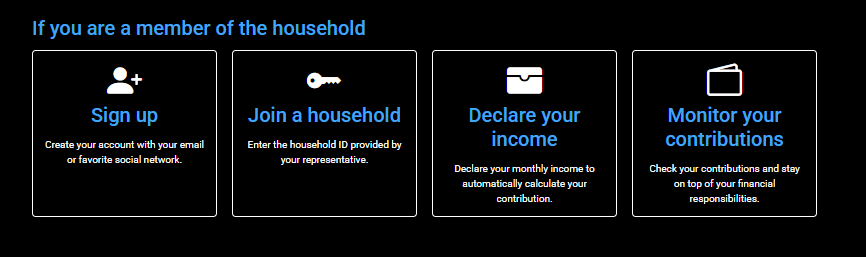 If you are a member of the household
Sign up
Create your account with your email
or favorite social network.
Join a household
Enter the household ID provided by
your representative.
Declare your
income
Declare your monthly income to
automatically calculate your
contribution.
Monitor your
contributions
Check your contributions and stay
on top of your financial
responsibilities.